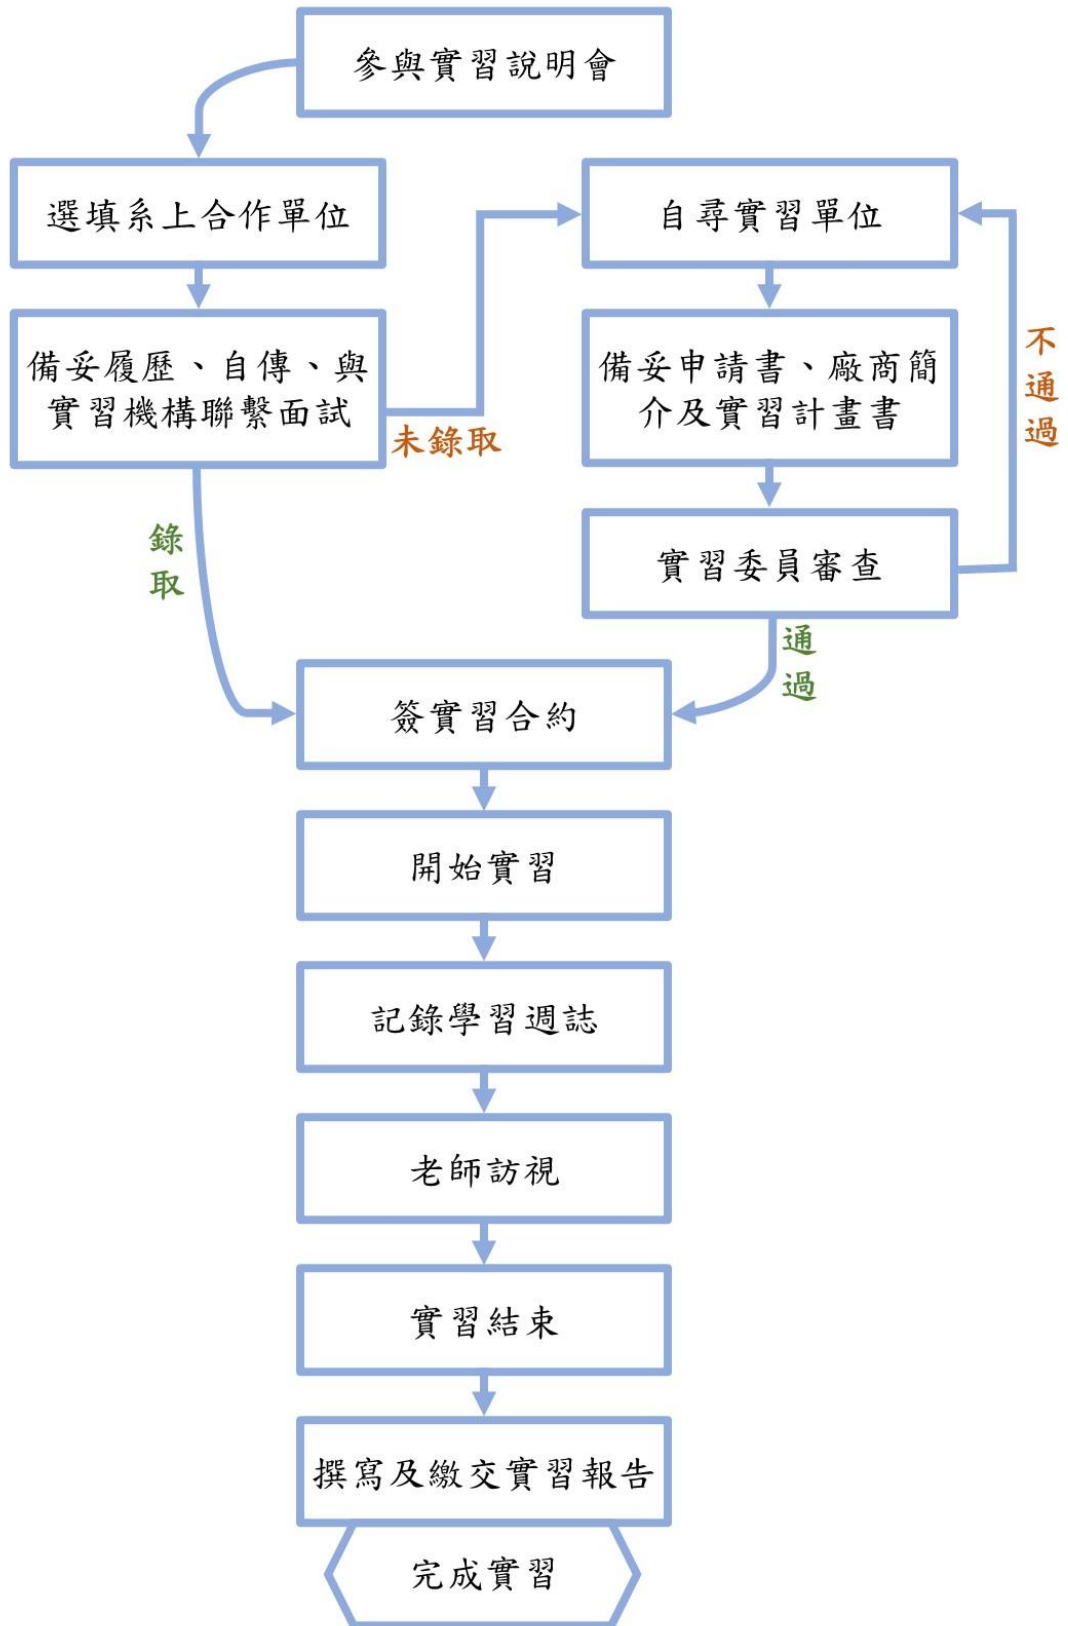 參與實習說明會
選填系上合作單位
自尋實習單位
備妥履歷、自傳、與
實習機構聯繫面試
未錄取
備妥申請書、廠商簡
介及實習計畫書
不
通
過
實習委員審查
錄
取
通
過
簽實習合約
開始實習
記錄學習週誌
老師訪視
實習結束
撰寫及繳交實習報告
完成實習